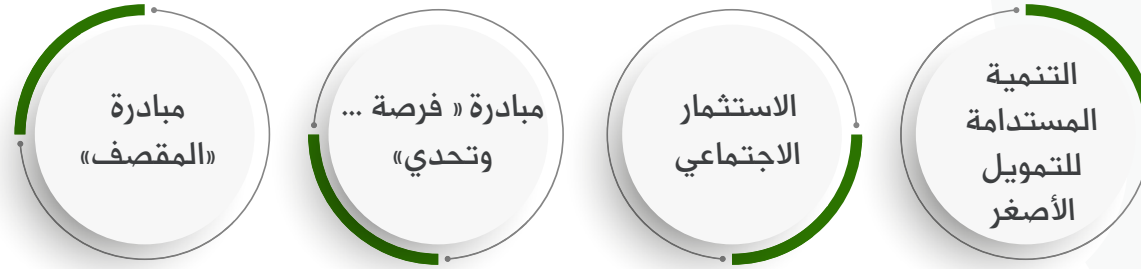 التنمية
المستدامة
للتمويل
الأصغر
الاستثمار
الاجتماعي
مبادرة « فرصة ...
وتحدي»
مبادرة
«المقصف»